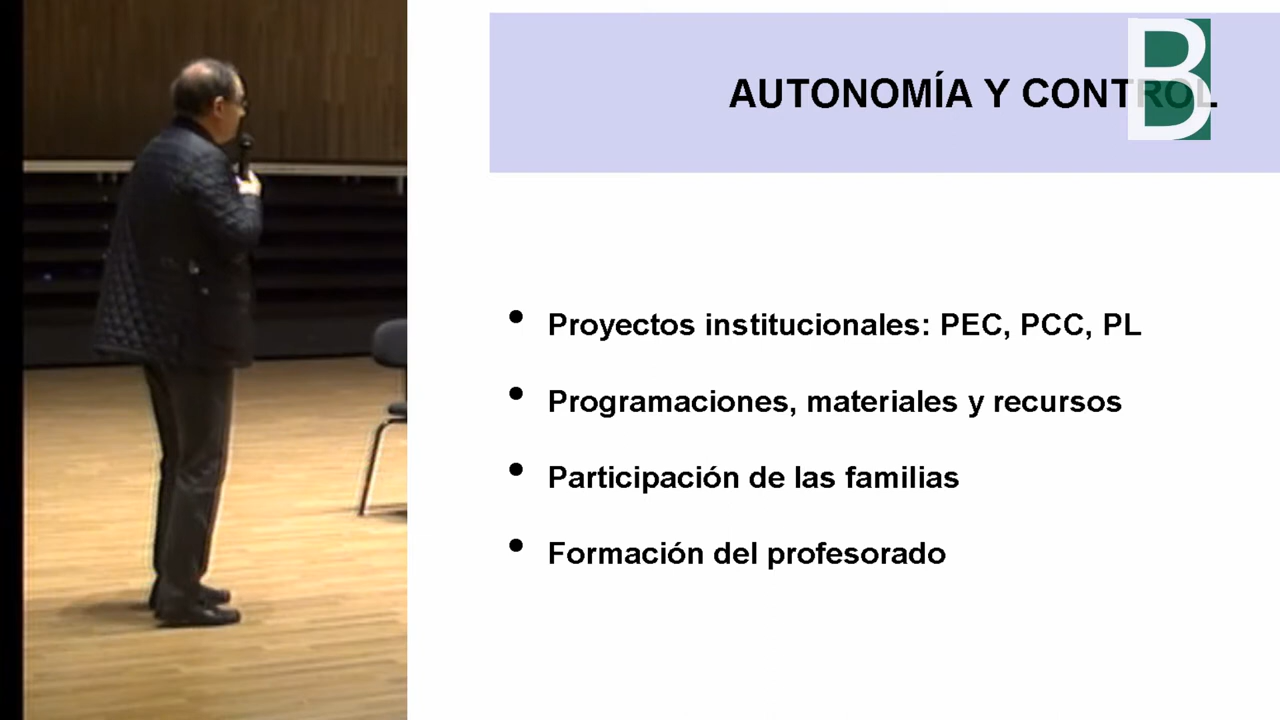 AUTONOMÍA Y CONTROL
B
• Proyectos institucionales: PEC, PCC, PL
• Programaciones, materiales y recursos
• Participación de las familias
• Formación del profesorado